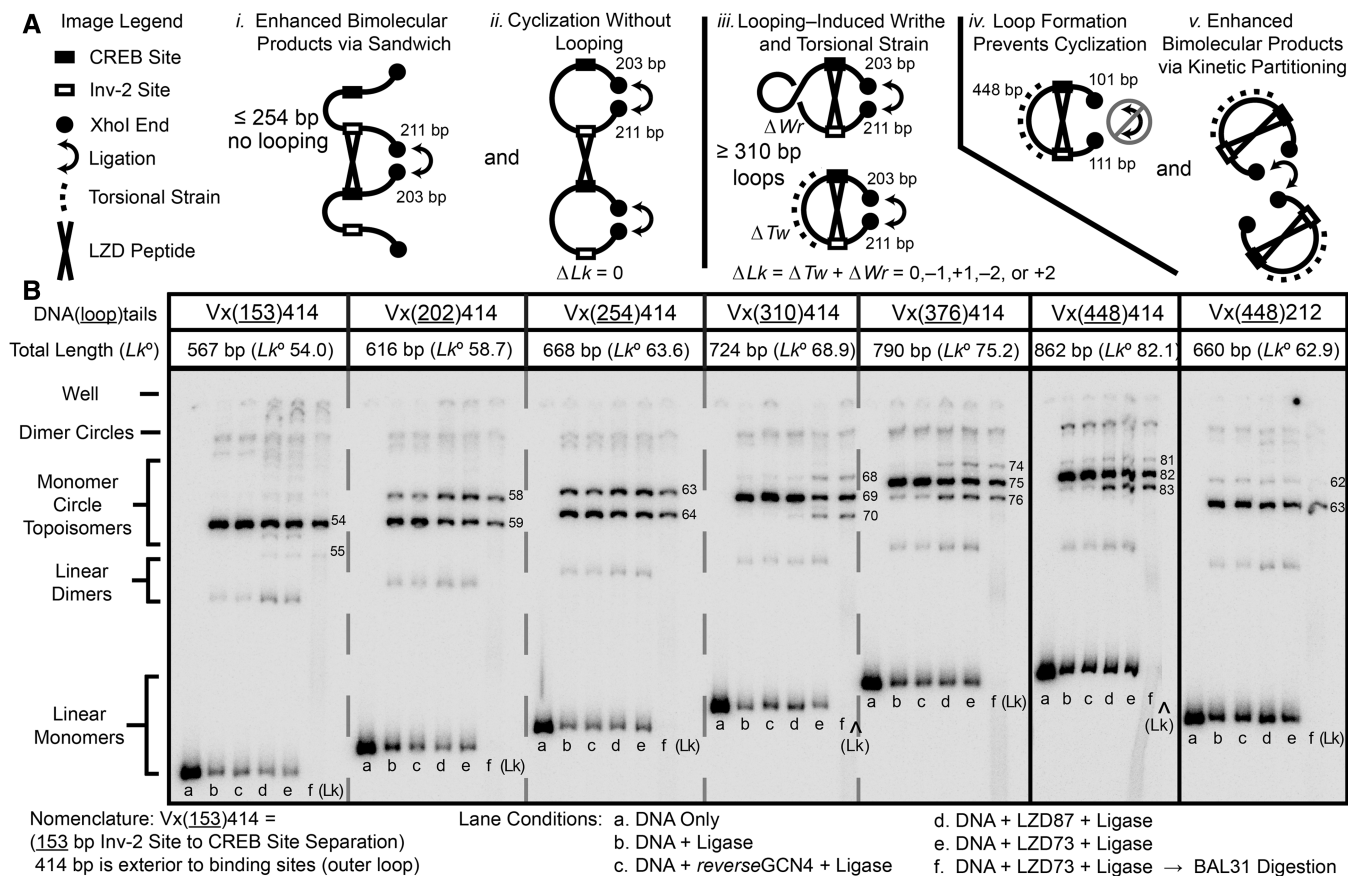 A
Image Legend
CREB Site
Inv-2 Site
XhoI End
Ligation
Torsional Strain
LZD Peptide
i. Enhanced Bimolecular
Products via Sandwich
≤ 254 bp
no looping
211 bp
203 bp
and
ii. Cyclization Without
Looping
203 bp
211 bp
ΔLk = 0
iii. Looping–Induced Writhe
and Torsional Strain
203 bp
ΔWr
211 bp
≥ 310 bp
loops
203 bp
ΔTw
211 bp
ΔLk = ΔTw + ΔWr = 0,–1,+1,–2, or +2
iv. Loop Formation
Prevents Cyclization
448 bp
101 bp
111 bp
and
v. Enhanced
Bimolecular Products
via Kinetic Partitioning
B
DNA(loop)tails
Vx(153)414
Vx(202)414
Vx(254)414
Vx(310)414
Vx(376)414
Vx(448)414
Vx(448)212
Total Length (Lkº)
567 bp (Lkº 54.0)
616 bp (Lkº 58.7)
668 bp (Lkº 63.6)
724 bp (Lkº 68.9)
790 bp (Lkº 75.2)
862 bp (Lkº 82.1)
660 bp (Lkº 62.9)
Well
Dimer Circles
Monomer
Circle
Topoisomers
Linear
Dimers
Linear
Monomers
54
55
a b c d e f (Lk)
58
59
a b c d e f (Lk)
63
64
a b c d e f (Lk)
68
69
70
a b c d e f ^
(Lk)
74
75
76
a b c d e f (Lk)
81
82
83
a b c d e f ^
(Lk)
62
63
a b c d e f (Lk)
Nomenclature: Vx(153)414 =
(153 bp Inv-2 Site to CREB Site Separation)
414 bp is exterior to binding sites (outer loop)
Lane Conditions:
a. DNA Only
b. DNA + Ligase
c. DNA + reverseGCN4 + Ligase
d. DNA + LZD87 + Ligase
e. DNA + LZD73 + Ligase
f. DNA + LZD73 + Ligase → BAL31 Digestion